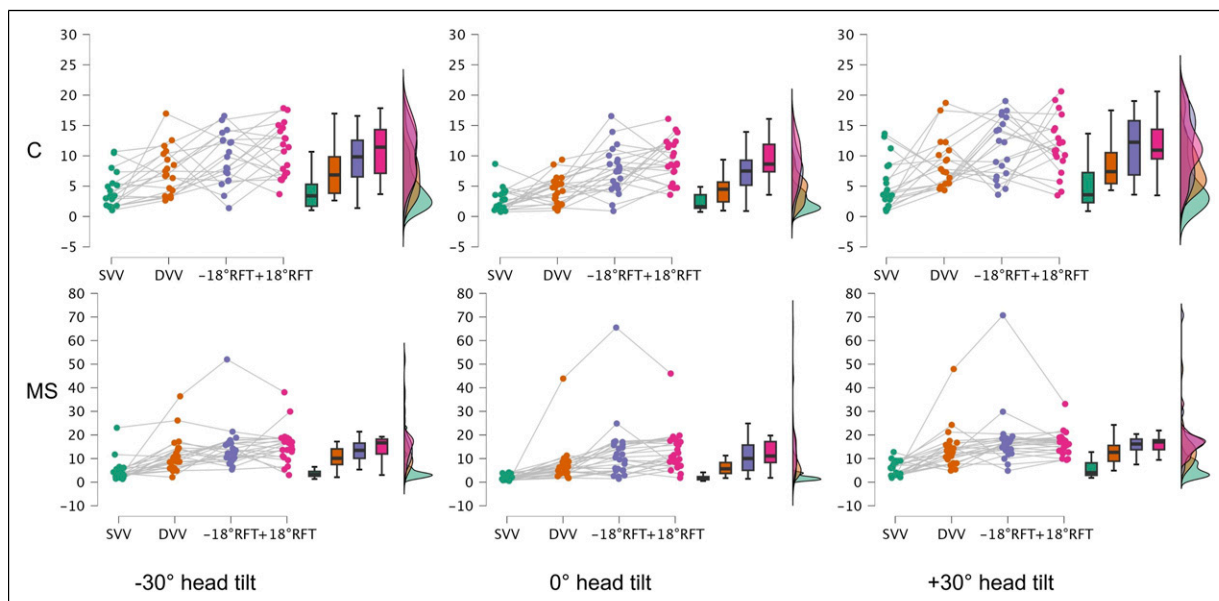 30 30 30
25 25 25
20 20 20
15 15 15
C 10 10 10
5 5 5
0 0 0
−5 −5 −5
SVV DVV −18°RFT+18°RFT SVV DVV −18°RFT+18°RFT SVV DVV −18°RFT+18°RFT
80 80 80
70 70 70
60 60 60
50 50 50
MS 40 40 40
30 30 30
20 20 20
10 10 10
0 0 0
−10 −10 −10
SVV DVV −18°RFT+18°RFT SVV DVV −18°RFT+18°RFT SVV DVV −18°RFT+18°RFT
-30° head tilt 0° head tilt +30° head tilt